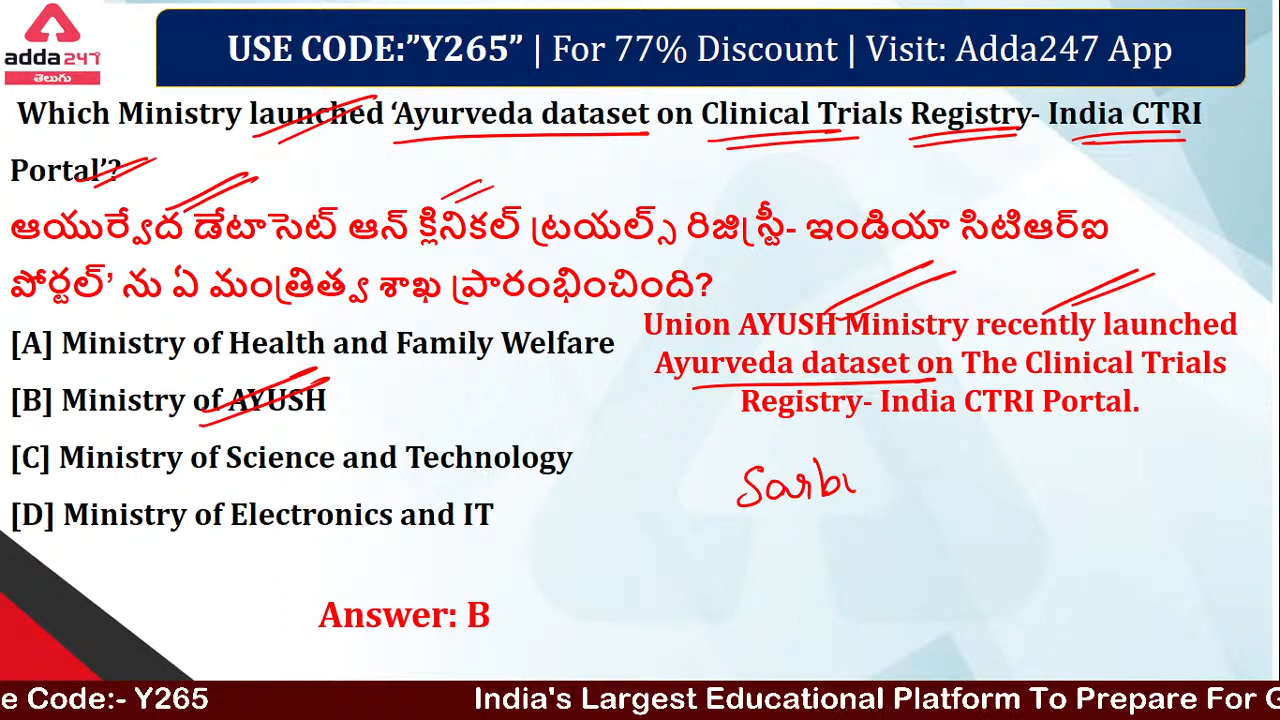 adda247
తెలుగు
USE CODE:”Y265” | For 77% Discount | Visit: Adda247 App
Which Ministry launched ‘Ayurveda dataset on Clinical Trials Registry- India CTRI
Portal’?
ఆయుర్వేద డేటాసెట్ ఆన్ క్లినికల్ ట్రయల్స్ రిజిస్ట్రీ- ఇండియా సిటిఆర్ఐ
పోర్టల్’ ను ఏ మంత్రిత్వ శాఖ ప్రారంభించింది?
[A] Ministry of Health and Family Welfare
[B] Ministry of AYUSH
[C] Ministry of Science and Technology
[D] Ministry of Electronics and IT
Union AYUSH Ministry recently launched
Ayurveda dataset on The Clinical Trials
Registry- India CTRI Portal.
Sarbi
Answer: B
e Code:- Y265 India's Largest Educational Platform To Prepare For G